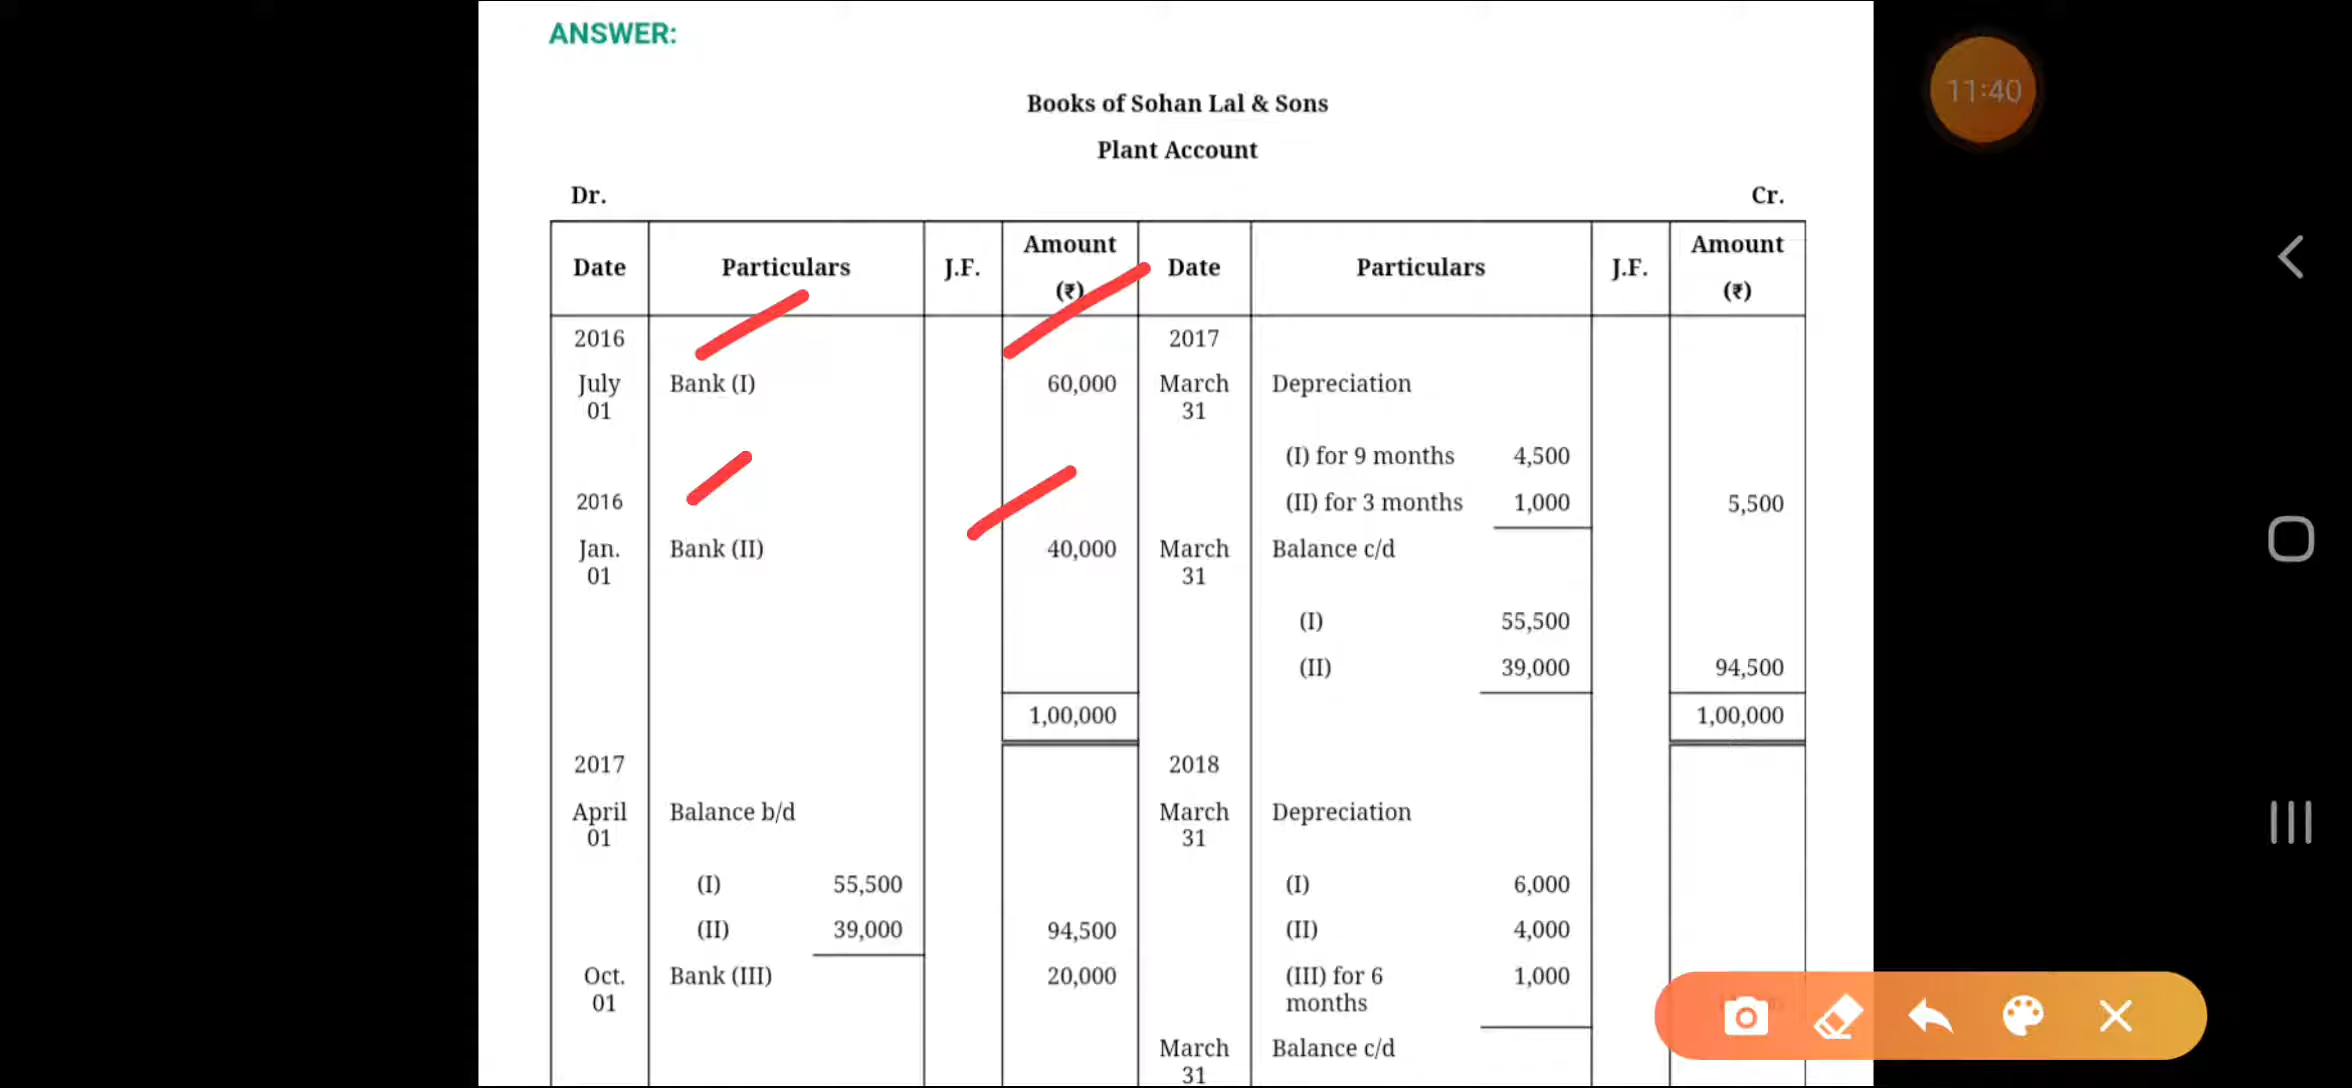 ANSWER:
11:40
Books of Sohan Lal & Sons
Plant Account
Dr. Cr.
Date Particulars J.F. Amount (₹) Date Particulars J.F. Amount (₹)
2016 2017
July 01 Bank (I) 60,000 March 31 Depreciation
(I) for 9 months 4,500
2016 (II) for 3 months 1,000 5,500
Jan. 01 Bank (II) 40,000 March 31 Balance c/d
(I) 55,500
(II) 39,000 94,500
1,00,000 1,00,000
2017 2018
April 01 Balance b/d March 31 Depreciation
(I) 55,500 (I) 6,000
(II) 39,000 94,500 (II) 4,000
Oct. 01 Bank (III) 20,000 (III) for 6 months 1,000
March 31 Balance c/d